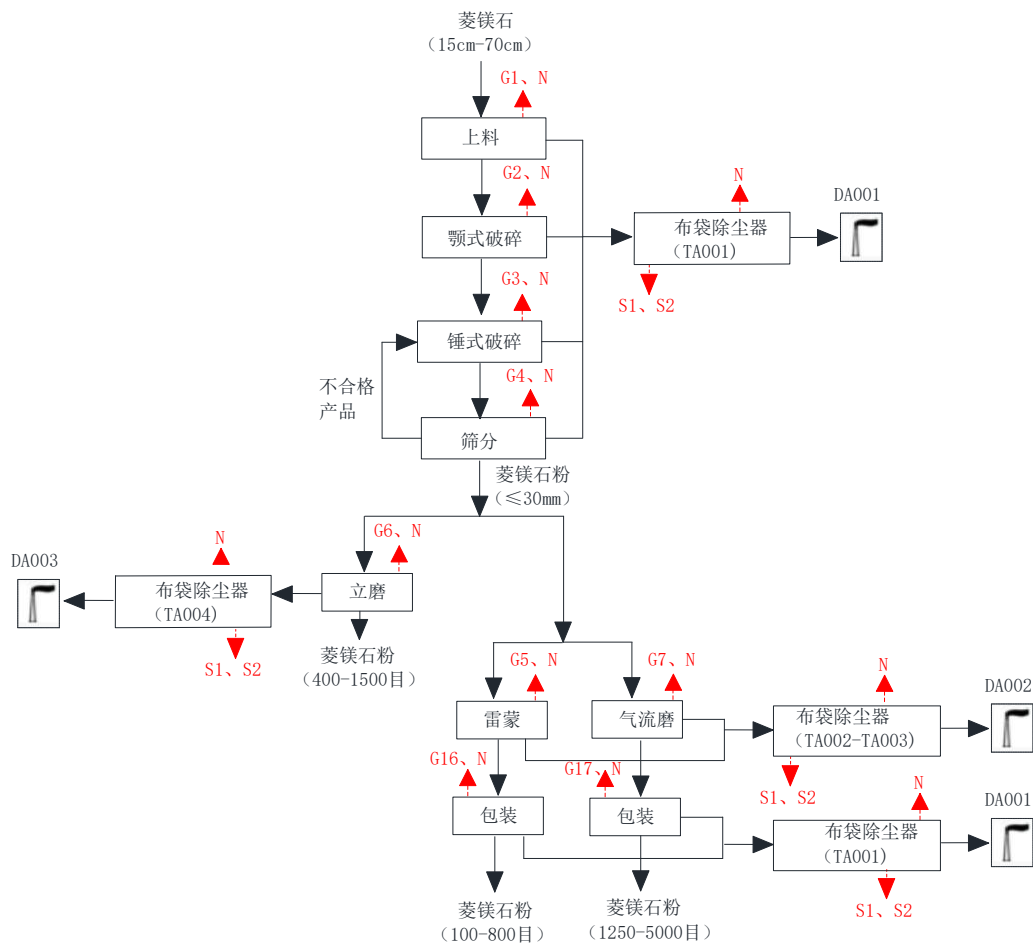 菱镁石
（15cm-70cm）
G1、N
上料
G2、N
N
DA001
颚式破碎
布袋除尘器
（TA001）
G3、N
S1、S2
锤式破碎
G4、N
不合格
产品
筛分
菱镁石粉
（≤30mm）
G6、N
N
DA003
立磨
布袋除尘器
（TA004）
菱镁石粉
（400-1500目）
S1、S2
G5、N
G7、N
N
DA002
雷蒙
气流磨
布袋除尘器
（TA002-TA003）
G16、N
G17、N
S1、S2
N
DA001
包装
包装
布袋除尘器
（TA001）
S1、S2
菱镁石粉
（100-800目）
菱镁石粉
（1250-5000目）